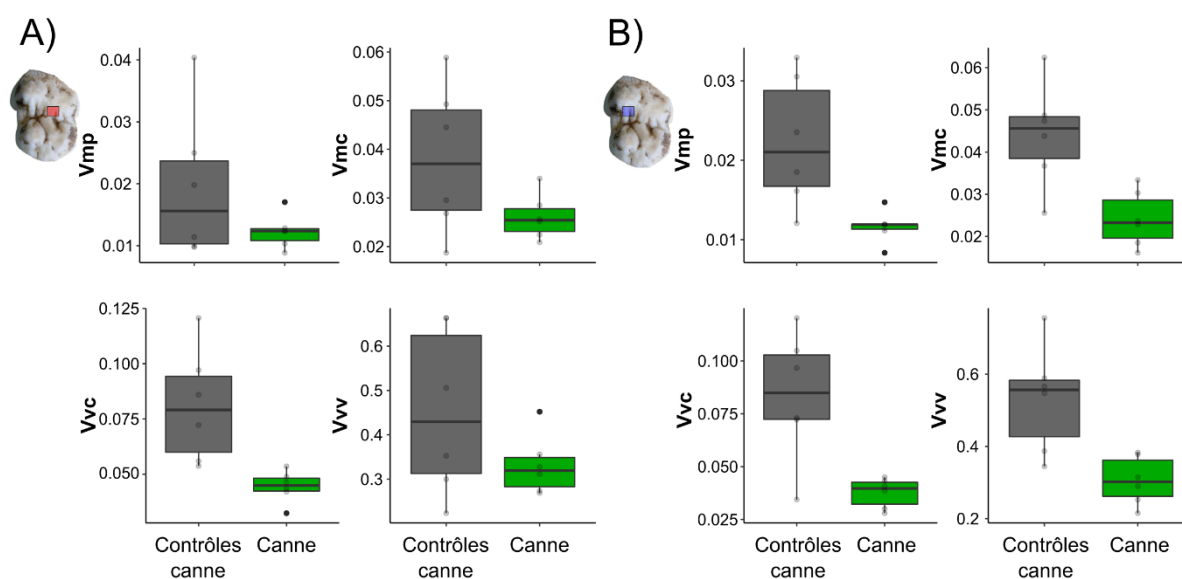 A)
Vmp
0.04
0.03
0.02
0.01
Vmc
0.06
0.05
0.04
0.03
0.02
Vvc
0.125
0.100
0.075
0.050
Vvv
0.6
0.5
0.4
0.3
Contrôles
canne
Canne
Contrôles
canne
Canne
B)
Vmp
0.03
0.02
0.01
Vmc
0.06
0.05
0.04
0.03
0.02
Vvc
0.100
0.075
0.050
0.025
Vvv
0.6
0.4
0.2
Contrôles
canne
Canne
Contrôles
canne
Canne